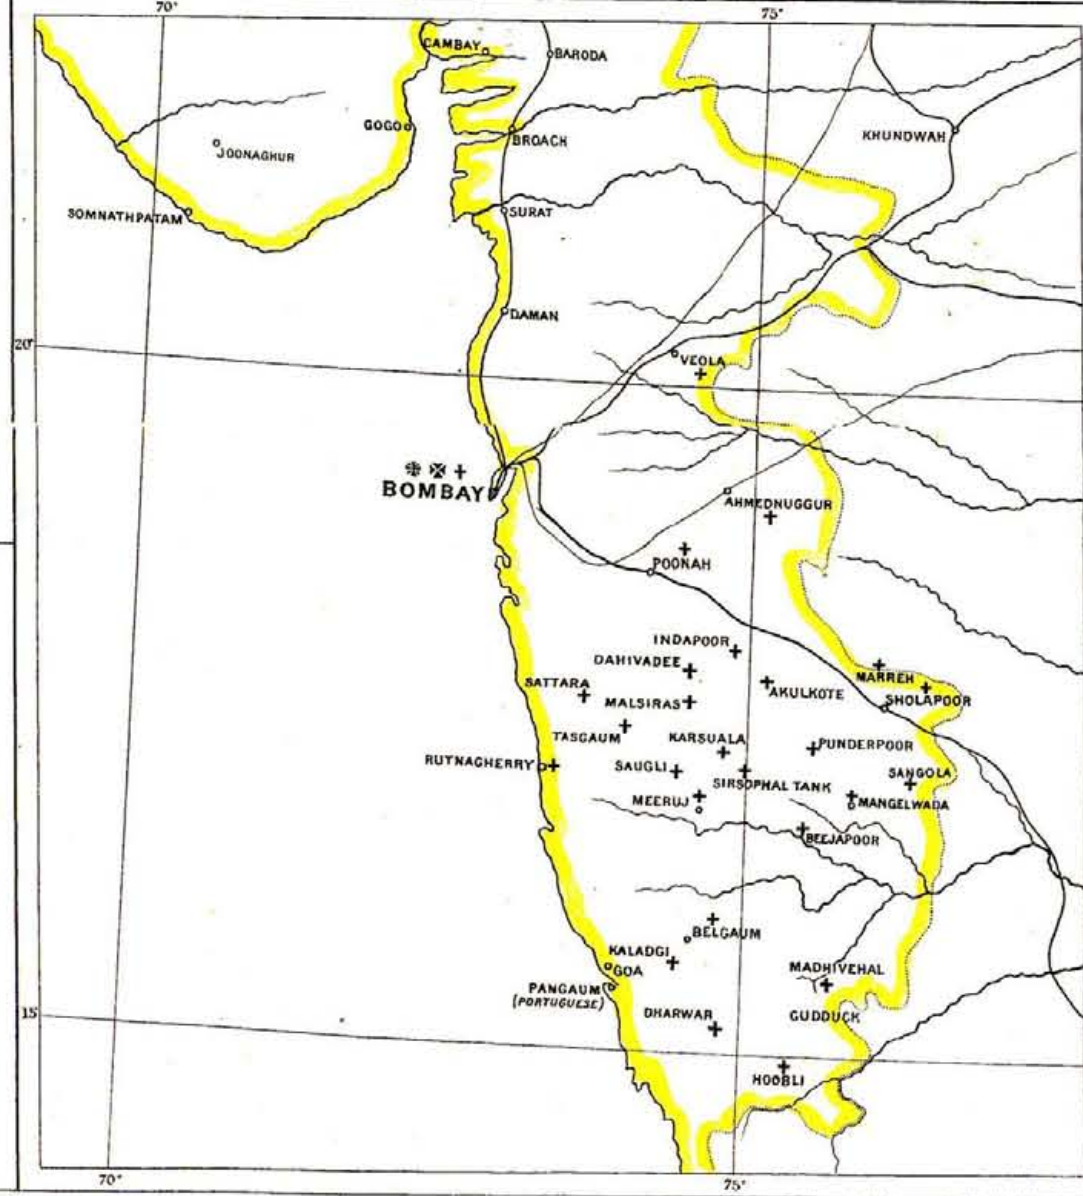 70°
75°
CAMBAY
BARODA
GOGO
BROACH
KHUNDWAH
JOONAGHUR
SOMNATHPATAM
SURAT
DAMAN
20°
VEOLA
BOMBAY
AHMEDNUGGUR
POONAH
INDAPOOR
DAHIVADEE
MARREH
SATTARA
AKULKOTE
SHOLAPOOR
MALSIRAS
TASGAUM
KARSUALA
PUNDERPOOR
RUTNAGHERRY
SAUGLI
SANGOLA
SIRSOPHAL TANK
MEERUJ
MANGELWADA
BEEJAPOOR
BELGAUM
KALADGI
GOA
MADHIVEHAL
PANGAUM
(PORTUGUESE)
DHARWAR
GUDDUCK
15°
HOOBLI
70°
75°